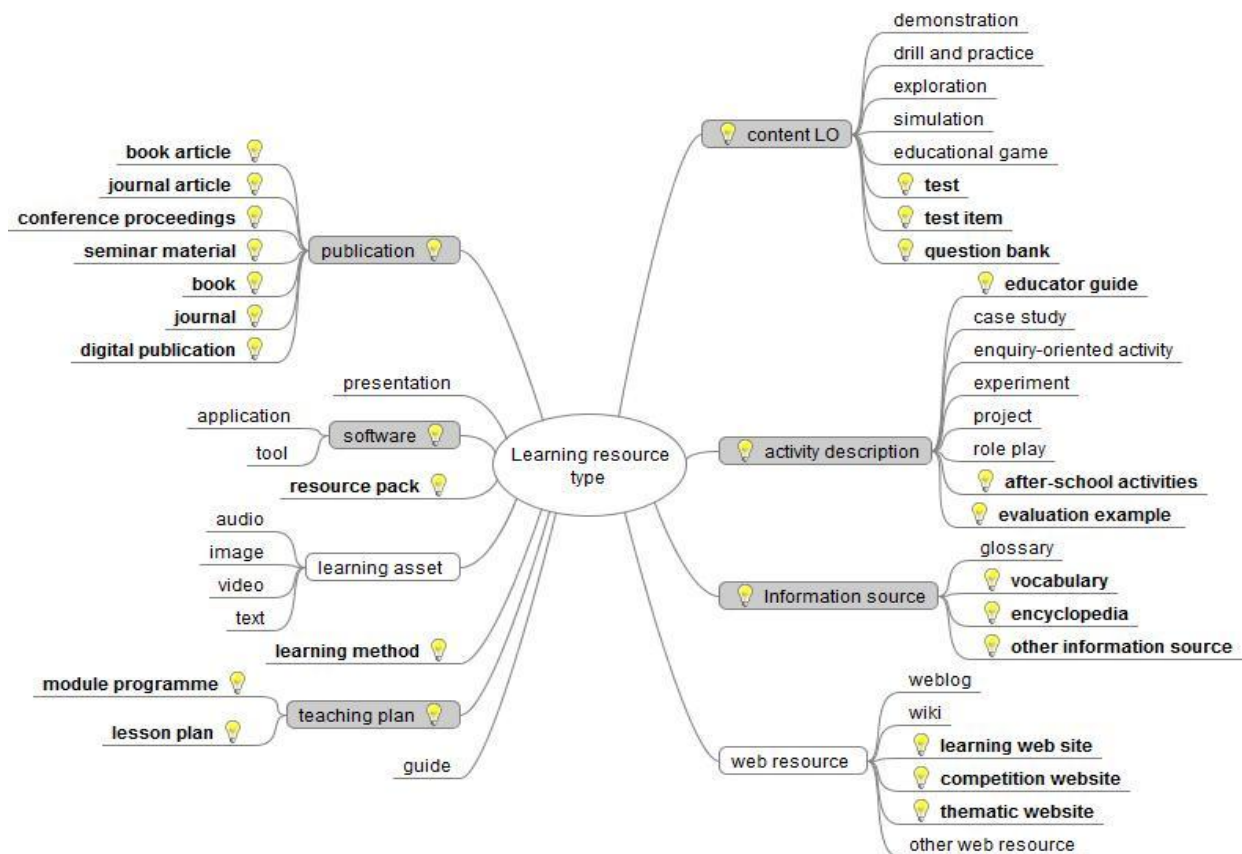 Learning resource
type
publication
book article
journal article
conference proceedings
seminar material
book
journal
digital publication
presentation
software
application
tool
resource pack
learning asset
audio
image
video
text
learning method
teaching plan
module programme
lesson plan
guide
content LO
demonstration
drill and practice
exploration
simulation
educational game
test
test item
question bank
activity description
educator guide
case study
enquiry-oriented activity
experiment
project
role play
after-school activities
evaluation example
Information source
glossary
vocabulary
encyclopedia
other information source
web resource
weblog
wiki
learning web site
competition website
thematic website
other web resource